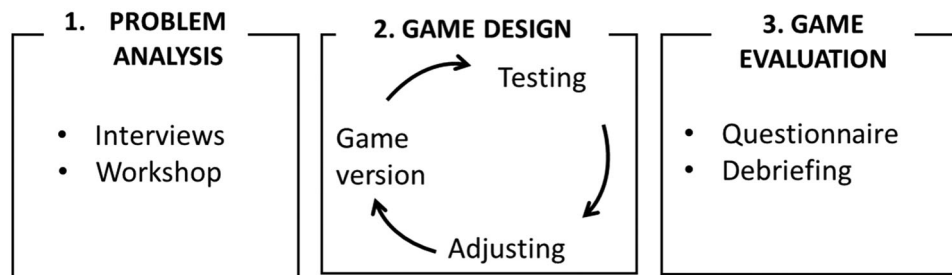 1. PROBLEM
ANALYSIS
• Interviews
• Workshop
2. GAME DESIGN
Testing
Game
version
Adjusting
3. GAME
EVALUATION
• Questionnaire
• Debriefing